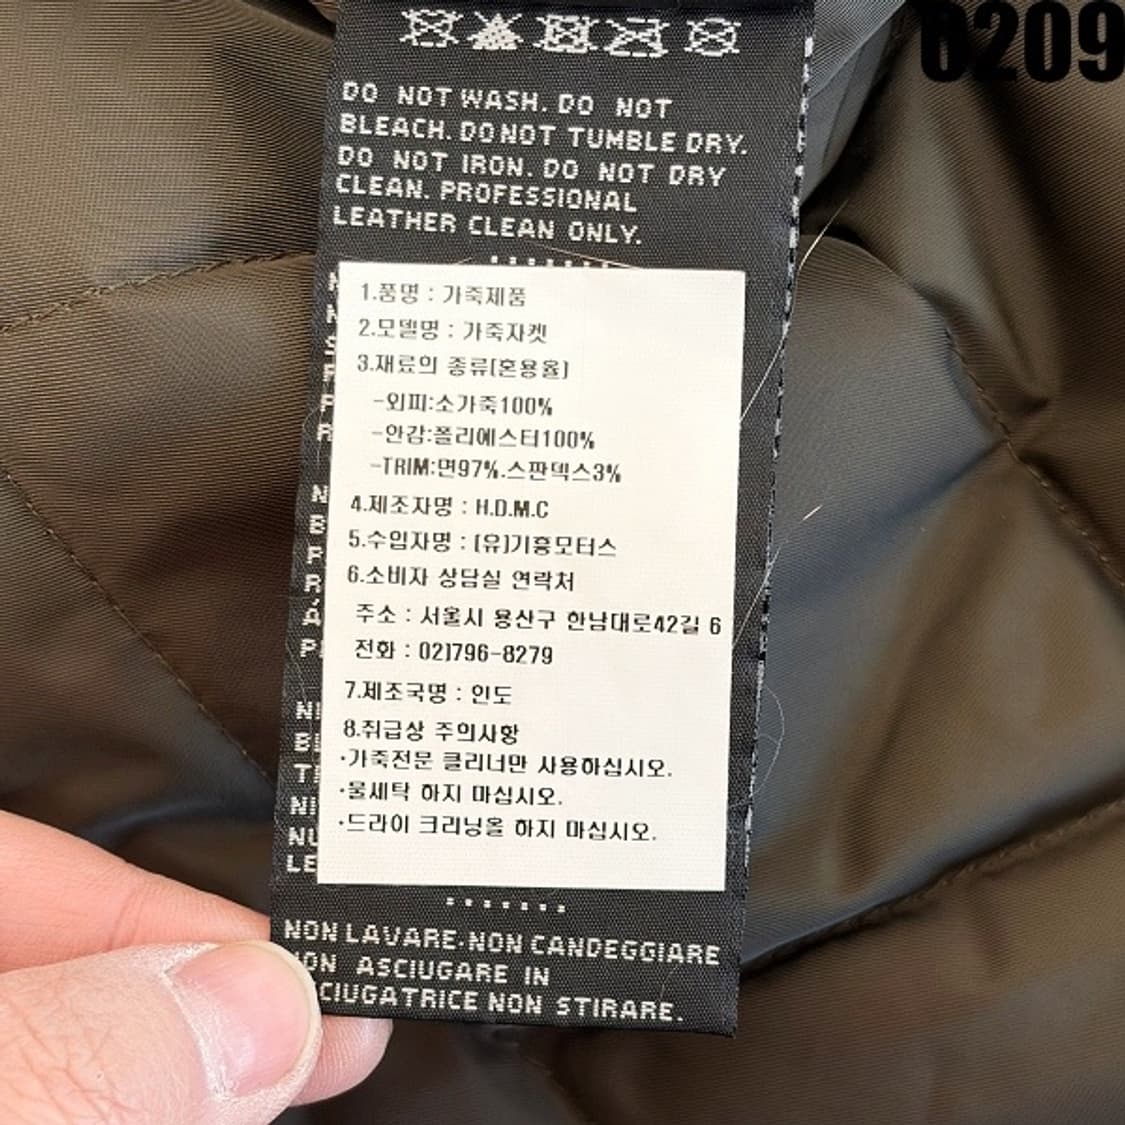 0209
DO NOT WASH. DO NOT
BLEACH. DO NOT TUMBLE DRY.
DO NOT IRON. DO NOT DRY
CLEAN. PROFESSIONAL
LEATHER CLEAN ONLY.
1.품명 : 가죽제품
2.모델명 : 가죽자켓
3.재료의 종류(혼용율)
-외피:소가죽100%
-안감:폴리에스터100%
-TRIM:면97%.스판덱스3%
4.제조자명 : H.D.M.C
5.수입자명 : (유)기흥모터스
6.소비자 상담실 연락처
주소 : 서울시 용산구 한남대로42길 6
전화 : 02)796-8279
7.제조국명 : 인도
8.취급상 주의사항
·가죽전문 클리너만 사용하십시오.
·물세탁 하지 마십시오.
·드라이 크리닝을 하지 마십시오.
NON LAVARE.NON CANDEGGIARE
NON ASCIUGARE IN
CIUGATRICE NON STIRARE.